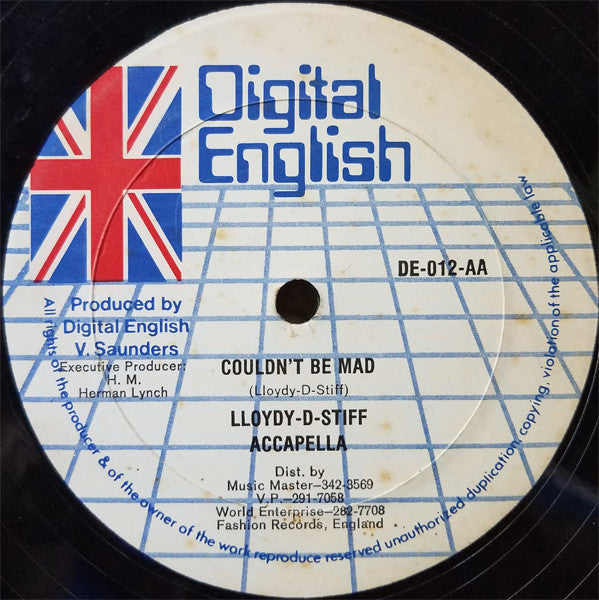 Digital
English
DE-012-AA
Produced by
Digital English
V. Saunders
Executive Producer:
H. M.
Herman Lynch
COULDN'T BE MAD
(Lloydy-D-Stiff)
LLOYDY-D-STIFF
ACCAPELLA
Dist. by
Music Master–342-3569
V.P.–291-7058
World Enterprise–282-7708
Fashion Records, England
All rights of the producer & of the owner of the work reproduce reserved unauthorized duplication, copying, violation of the applicable law